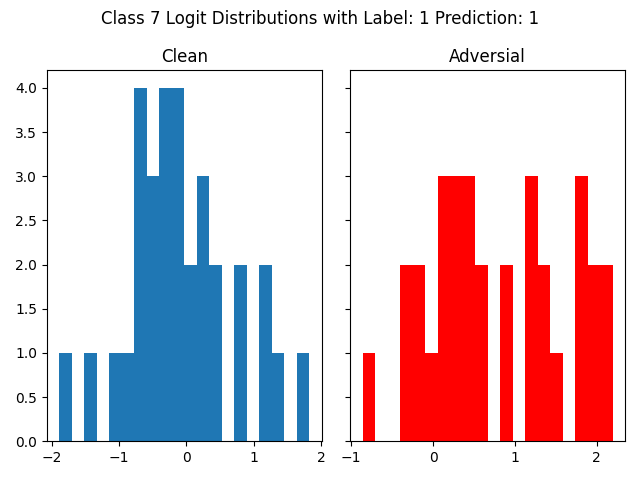 Class 7 Logit Distributions with Label: 1 Prediction: 1
Clean
Adversial
4.0
3.5
3.0
2.5
2.0
1.5
1.0
0.5
0.0
−2 −1 0 1 2
−1 0 1 2